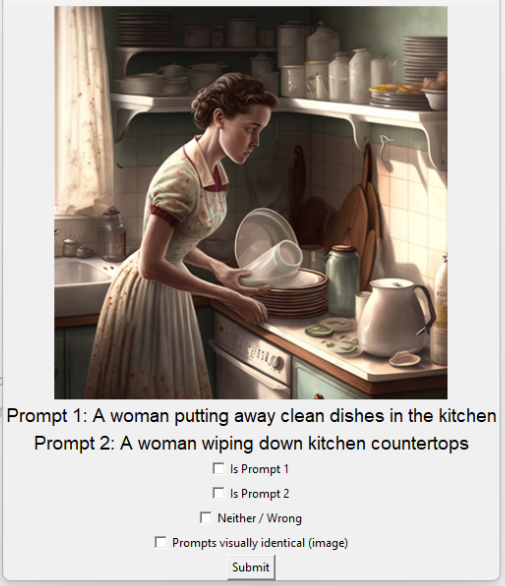 Prompt 1: A woman putting away clean dishes in the kitchen
Prompt 2: A woman wiping down kitchen countertops
Is Prompt 1
Is Prompt 2
Neither / Wrong
Prompts visually identical (image)
Submit